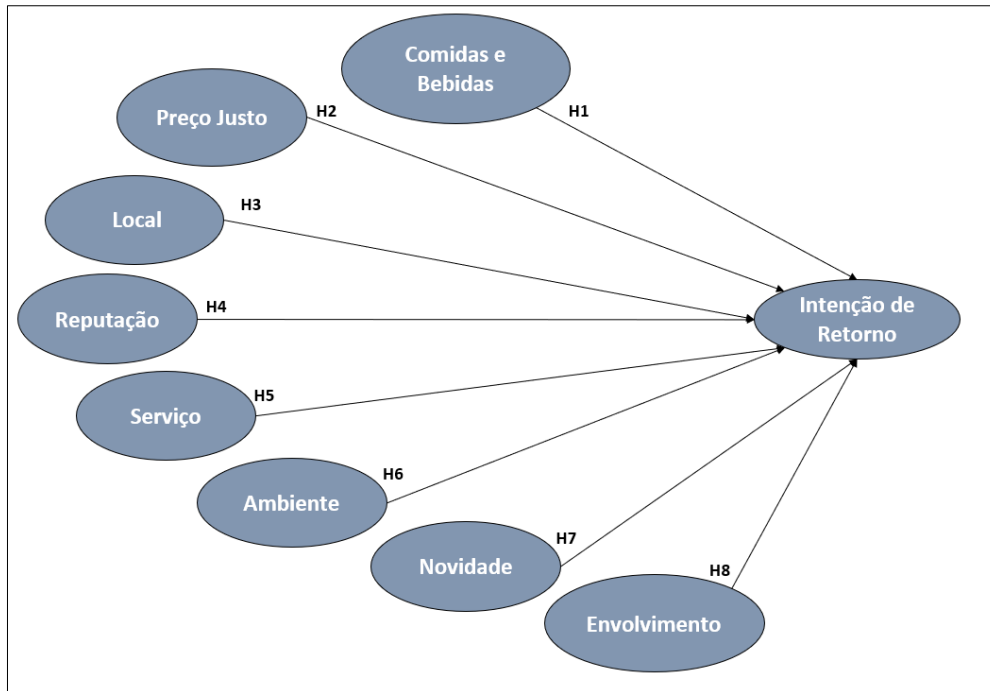 Comidas e
Bebidas
H1
Preço Justo
H2
Local
H3
Reputação
H4
Intenção de
Retorno
Serviço
H5
Ambiente
H6
Novidade
H7
Envolvimento
H8